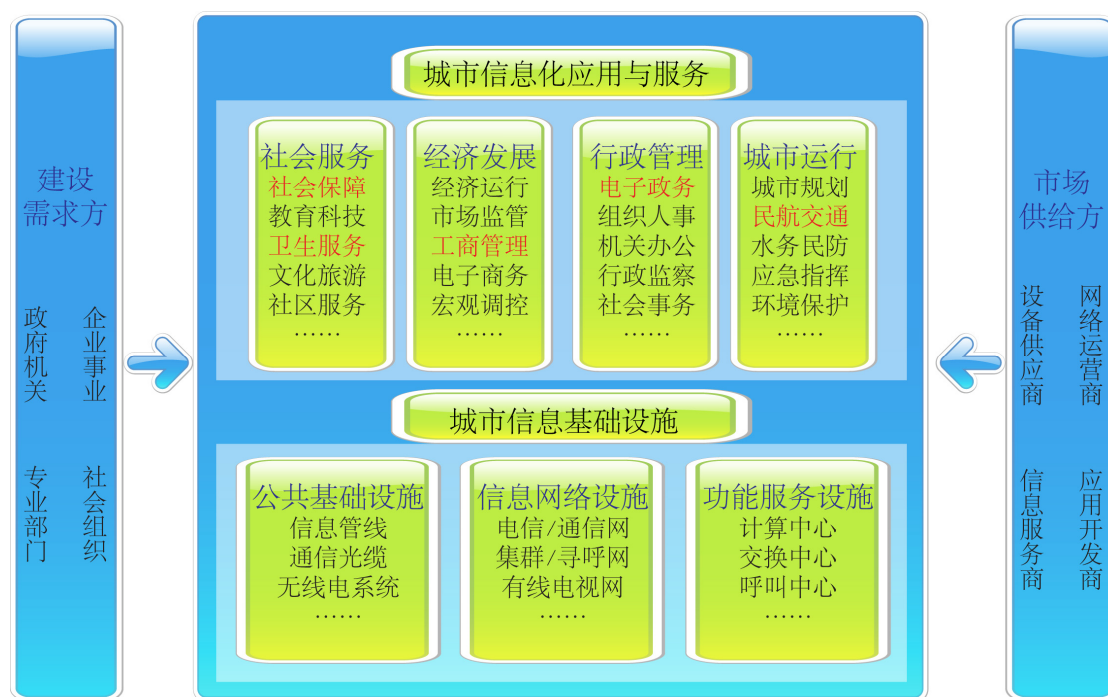 建设
需求方
政府机关
企业事业
专业部门
社会组织
城市信息化应用与服务
社会服务
社会保障
教育科技
卫生服务
文化旅游
社区服务
……
经济发展
经济运行
市场监管
工商管理
电子商务
宏观调控
……
行政管理
电子政务
组织人事
机关办公
行政监察
社会事务
……
城市运行
城市规划
民航交通
水务民防
应急指挥
环境保护
……
城市信息基础设施
公共基础设施
信息管线
通信光缆
无线电系统
……
信息网络设施
电信/通信网
集群/寻呼网
有线电视网
……
功能服务设施
计算中心
交换中心
呼叫中心
……
市场
供给方
设备供应商
网络运营商
信息服务商
应用开发商